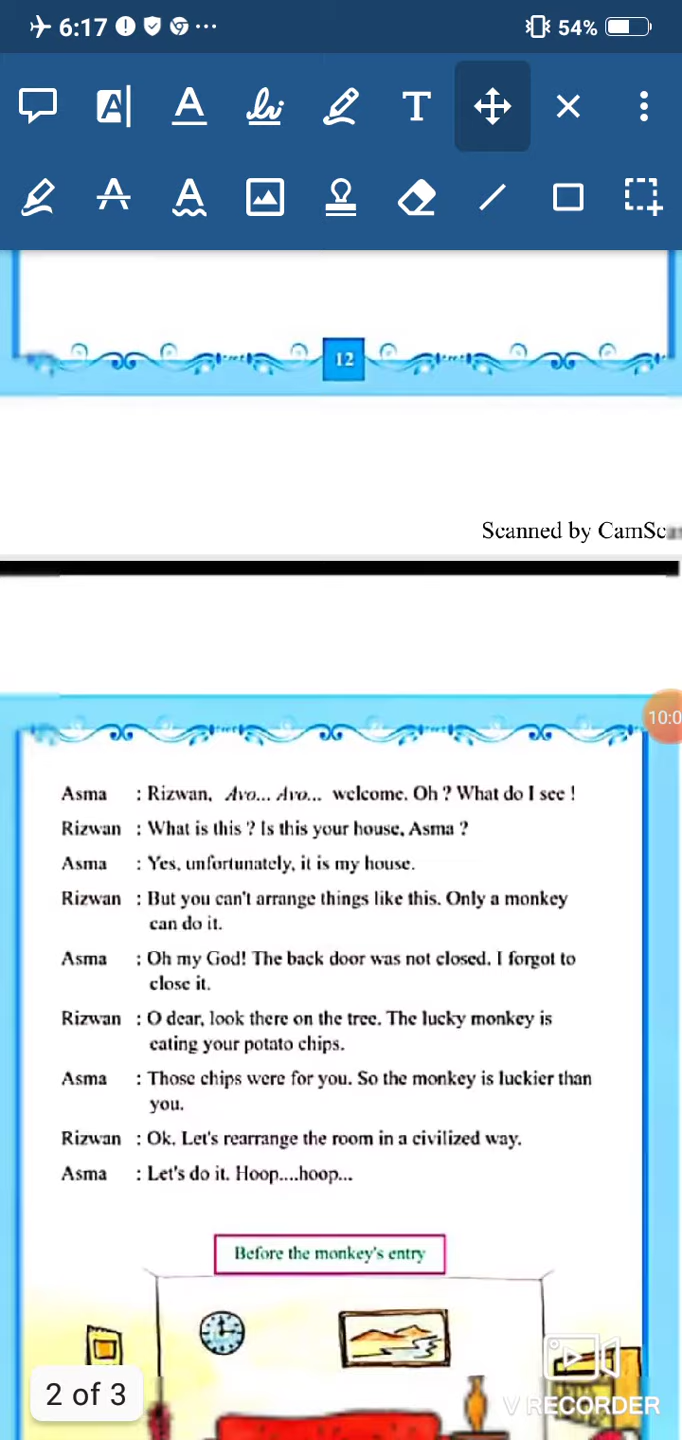 6:17
54%
12
Scanned by CamSca
10:0
Asma : Rizwan, Avo... Avo... welcome. Oh ? What do I see !
Rizwan : What is this ? Is this your house, Asma ?
Asma : Yes, unfortunately, it is my house.
Rizwan : But you can't arrange things like this. Only a monkey
can do it.
Asma : Oh my God! The back door was not closed. I forgot to
close it.
Rizwan : O dear, look there on the tree. The lucky monkey is
eating your potato chips.
Asma : Those chips were for you. So the monkey is luckier than
you.
Rizwan : Ok. Let's rearrange the room in a civilized way.
Asma : Let's do it. Hoop....hoop...
Before the monkey's entry
2 of 3
V RECORDER